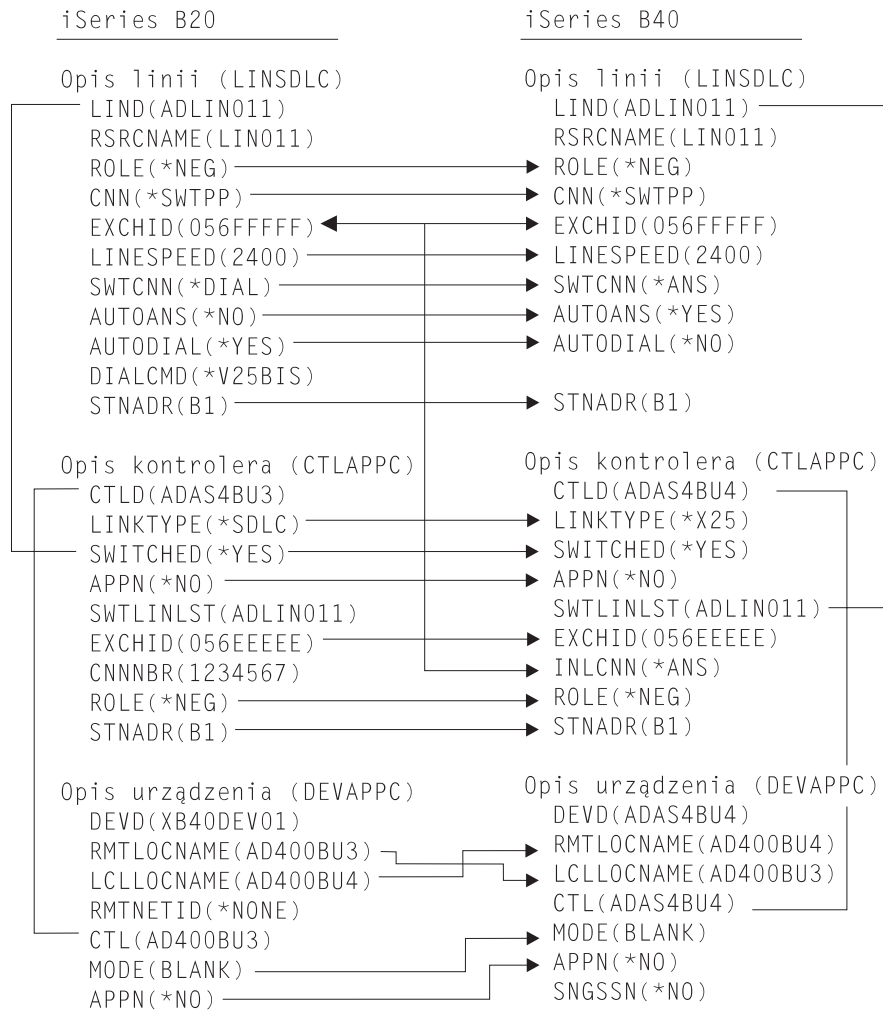 iSeries B20
Opis linii (LINSDLC)
LIND(ADLIN011)
RSRCNAME(LIN011)
ROLE(*NEG)
CNN(*SWTPP)
EXCHID(056FFFFF)
LINESPEED(2400)
SWTCNN(*DIAL)
AUTOANS(*NO)
AUTODIAL(*YES)
DIALCMD(*V25BIS)
STNADR(B1)
Opis kontrolera (CTLAPPC)
CTLD(ADAS4BU3)
LINKTYPE(*SDLC)
SWITCHED(*YES)
APPN(*NO)
SWTLINLST(ADLIN011)
EXCHID(056EEEEE)
CNNNBR(1234567)
ROLE(*NEG)
STNADR(B1)
Opis urządzenia (DEVAPPC)
DEVD(XB40DEV01)
RMTLOCNAME(AD400BU3)
LCLLOCNAME(AD400BU4)
RMTNETID(*NONE)
CTL(AD400BU3)
MODE(BLANK)
APPN(*NO)
iSeries B40
Opis linii (LINSDLC)
LIND(ADLIN011)
RSRCNAME(LIN011)
ROLE(*NEG)
CNN(*SWTPP)
EXCHID(056FFFFF)
LINESPEED(2400)
SWTCNN(*ANS)
AUTOANS(*YES)
AUTODIAL(*NO)
STNADR(B1)
Opis kontrolera (CTLAPPC)
CTLD(ADAS4BU4)
LINKTYPE(*X25)
SWITCHED(*YES)
APPN(*NO)
SWTLINLST(ADLIN011)
EXCHID(056EEEEE)
INLCNN(*ANS)
ROLE(*NEG)
STNADR(B1)
Opis urządzenia (DEVAPPC)
DEVD(ADAS4BU4)
RMTLOCNAME(AD400BU4)
LCLLOCNAME(AD400BU3)
CTL(ADAS4BU4)
MODE(BLANK)
APPN(*NO)
SNGSSN(*NO)